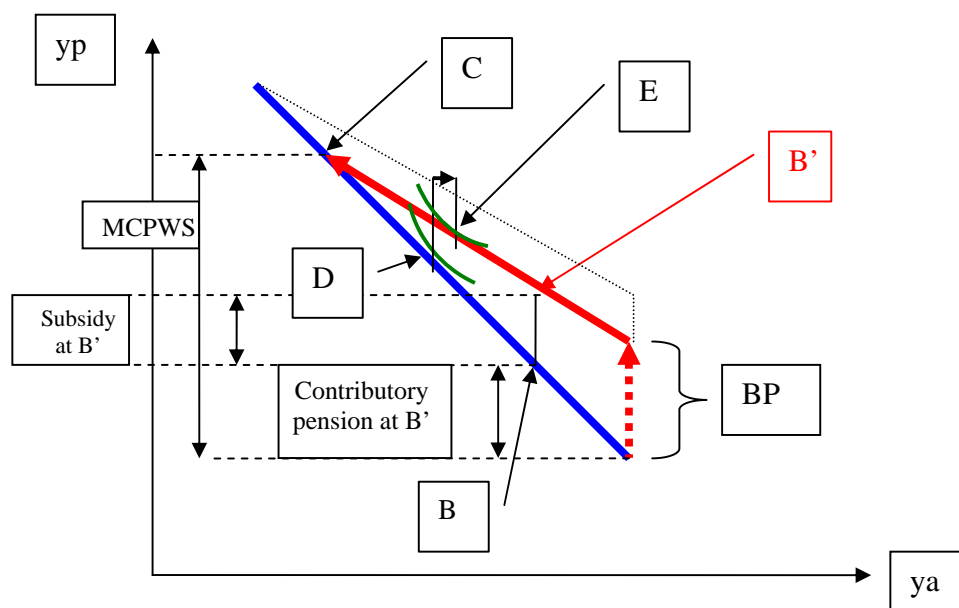 yp
C
E
B’
MCPWS
D
Subsidy
at B’
Contributory
pension at B’
BP
B
ya